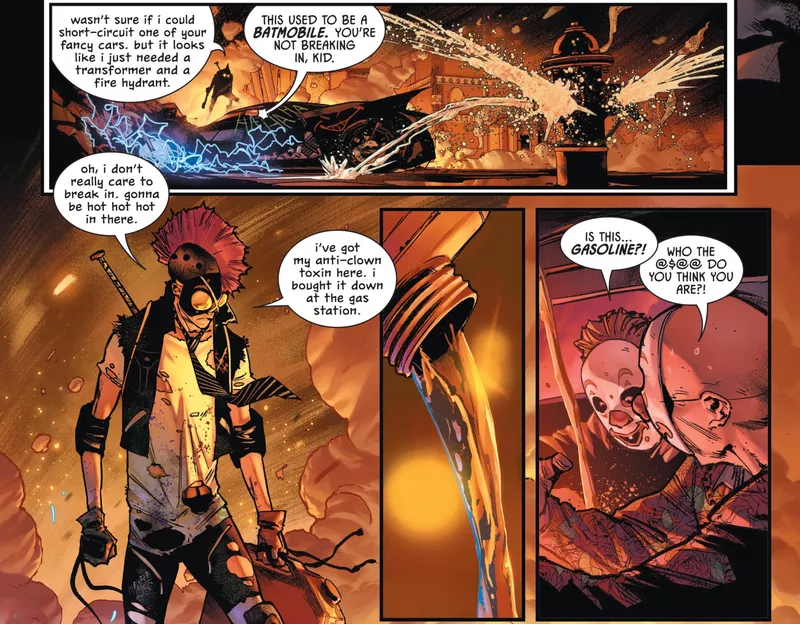 wasn't sure if i could
short-circuit one of your
fancy cars. but it looks
like i just needed a
transformer and a
fire hydrant.
THIS USED TO BE A
BATMOBILE. YOU'RE
NOT BREAKING
IN, KID.
oh, i don't
really care to
break in. gonna
be hot hot hot
in there.
i've got
my anti-clown
toxin here. i
bought it down
at the gas
station.
IS THIS...
GASOLINE?!
WHO THE
@$@@ DO
YOU THINK YOU
ARE?!